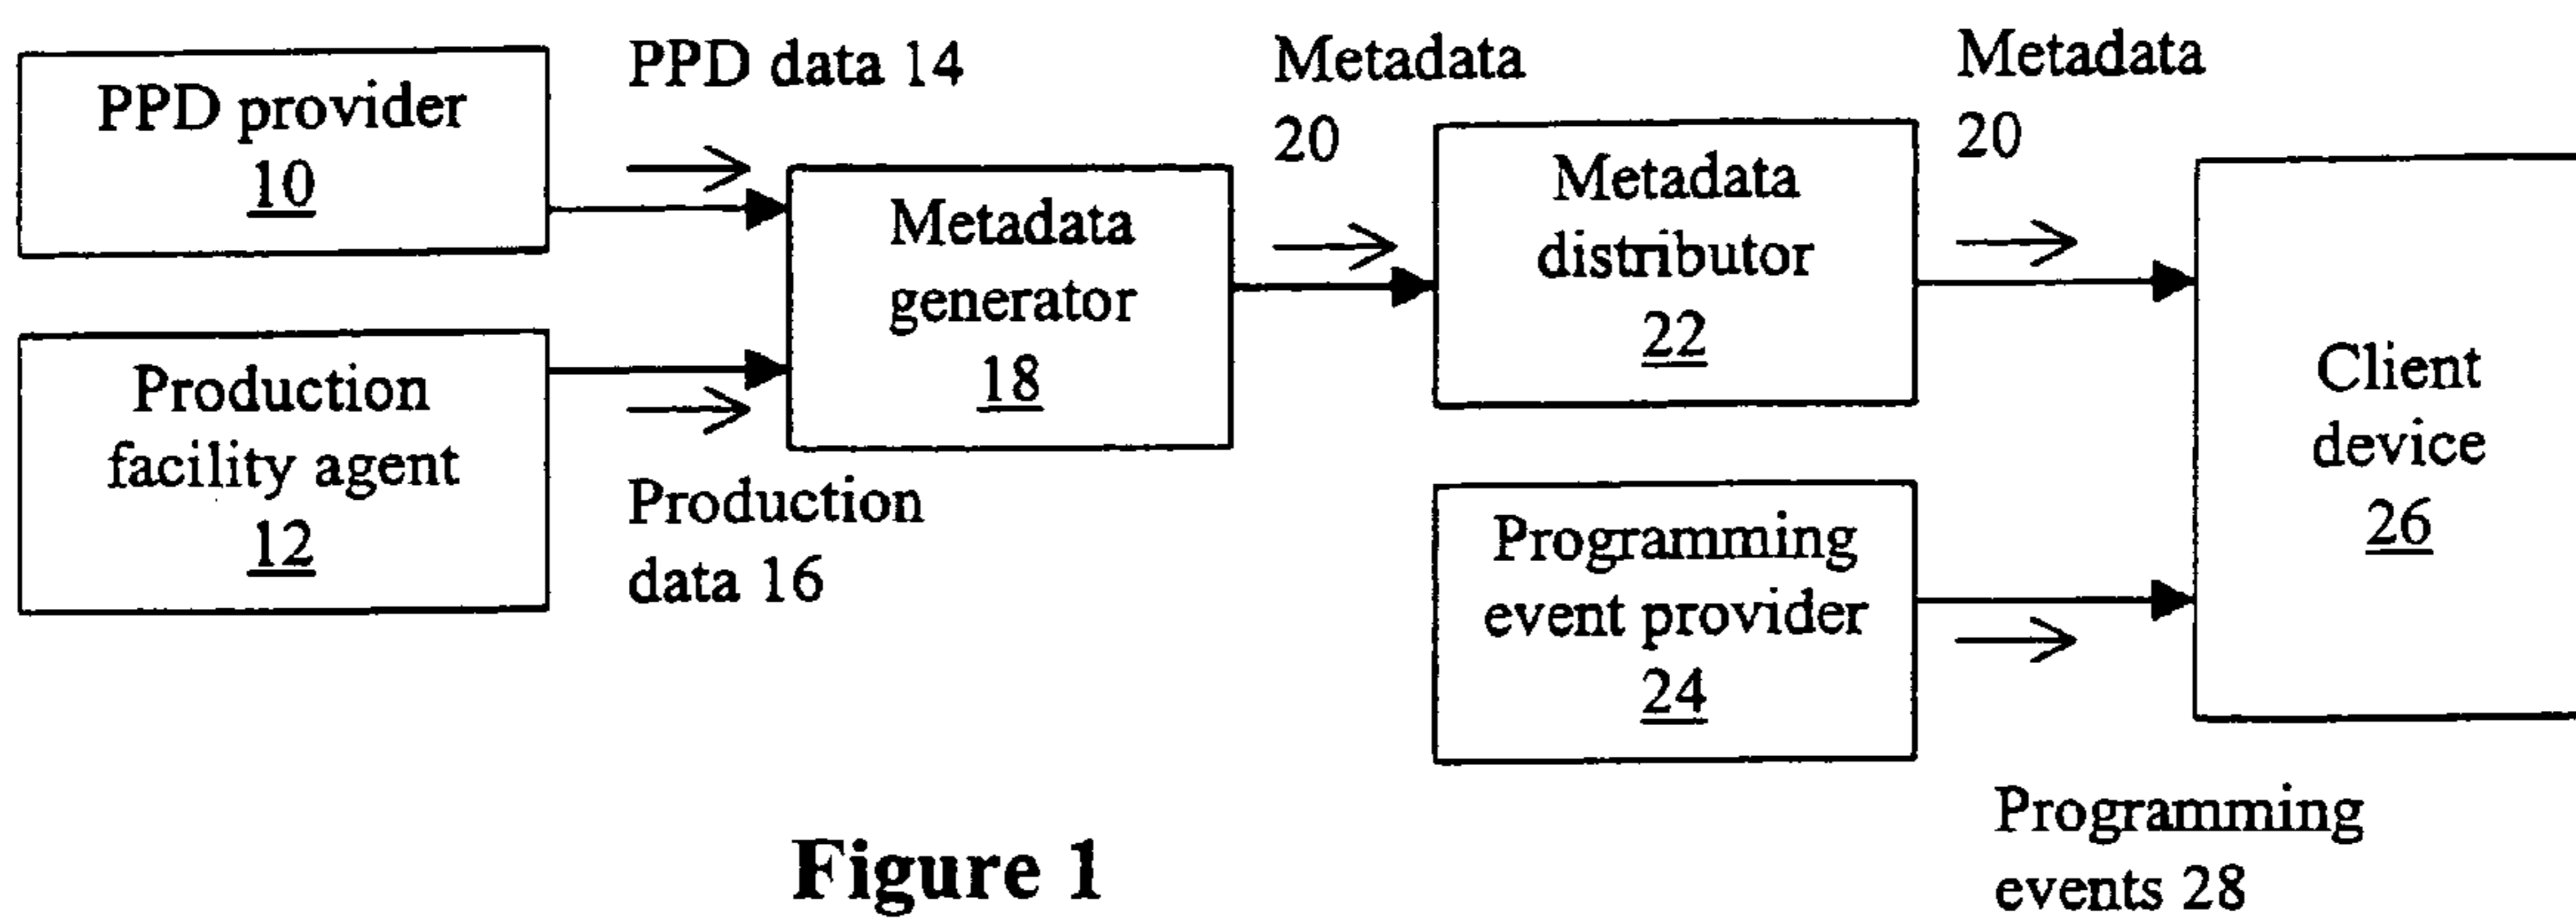 PPD provider
10
PPD data 14
Production
facility agent
12
Production
data 16
Metadata
generator
18
Metadata
20
Metadata
distributor
22
Metadata
20
Programming
event provider
24
Programming
events 28
Client
device
26
Figure 1